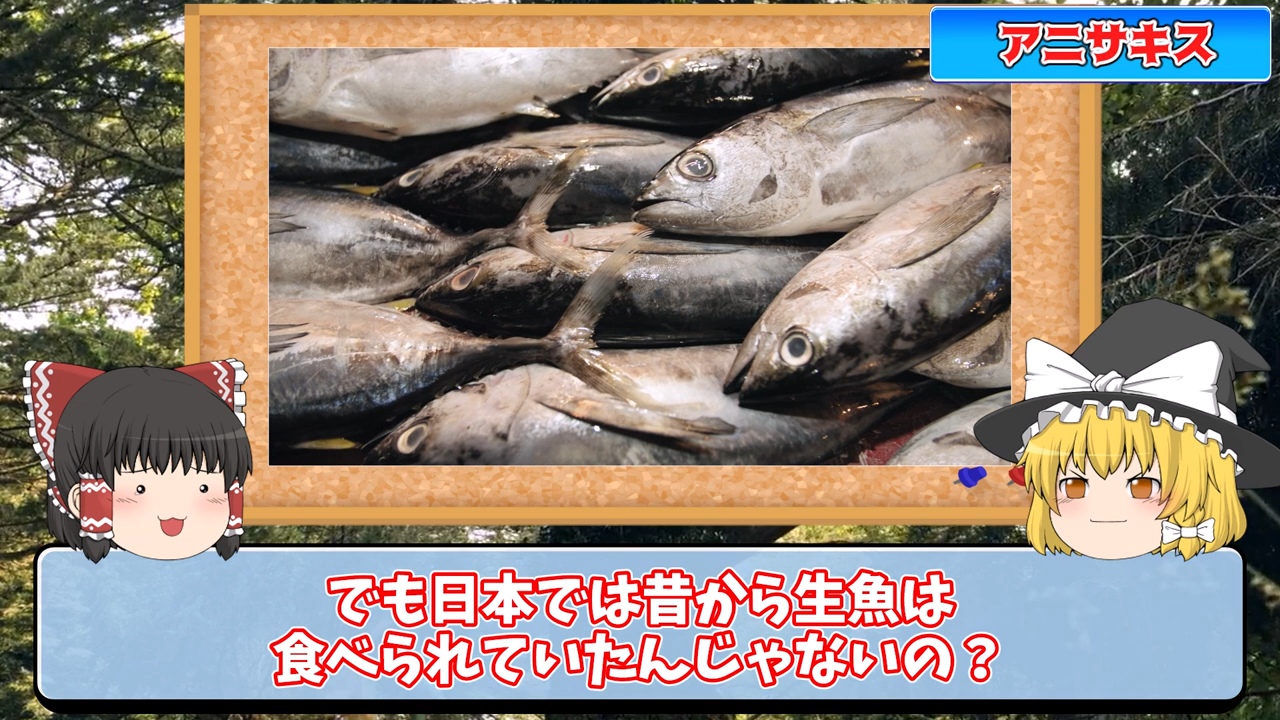 アニサキス
でも日本では昔から生魚は
食べられていたんじゃないの？